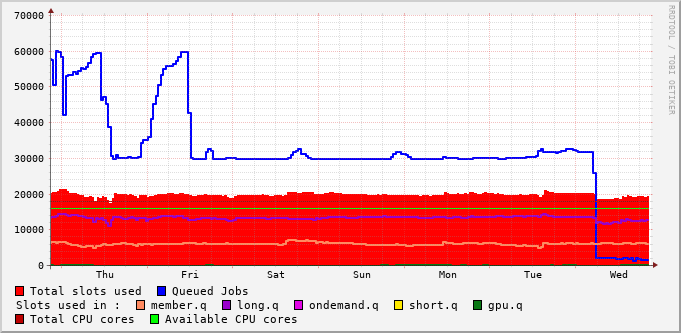 70000
60000
50000
40000
30000
20000
10000
0
Thu Fri Sat Sun Mon Tue Wed
Total slots used Queued Jobs
Slots used in : member.q long.q ondemand.q short.q gpu.q
Total CPU cores Available CPU cores
RRDTOOL / TOBI OETIKER